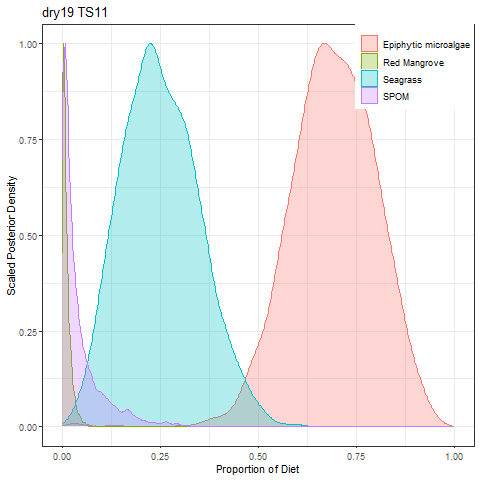 dry19 TS11
Epiphytic microalgae
Red Mangrove
Seagrass
SPOM
1.00
0.75
0.50
0.25
0.00
Scaled Posterior Density
0.00 0.25 0.50 0.75 1.00
Proportion of Diet